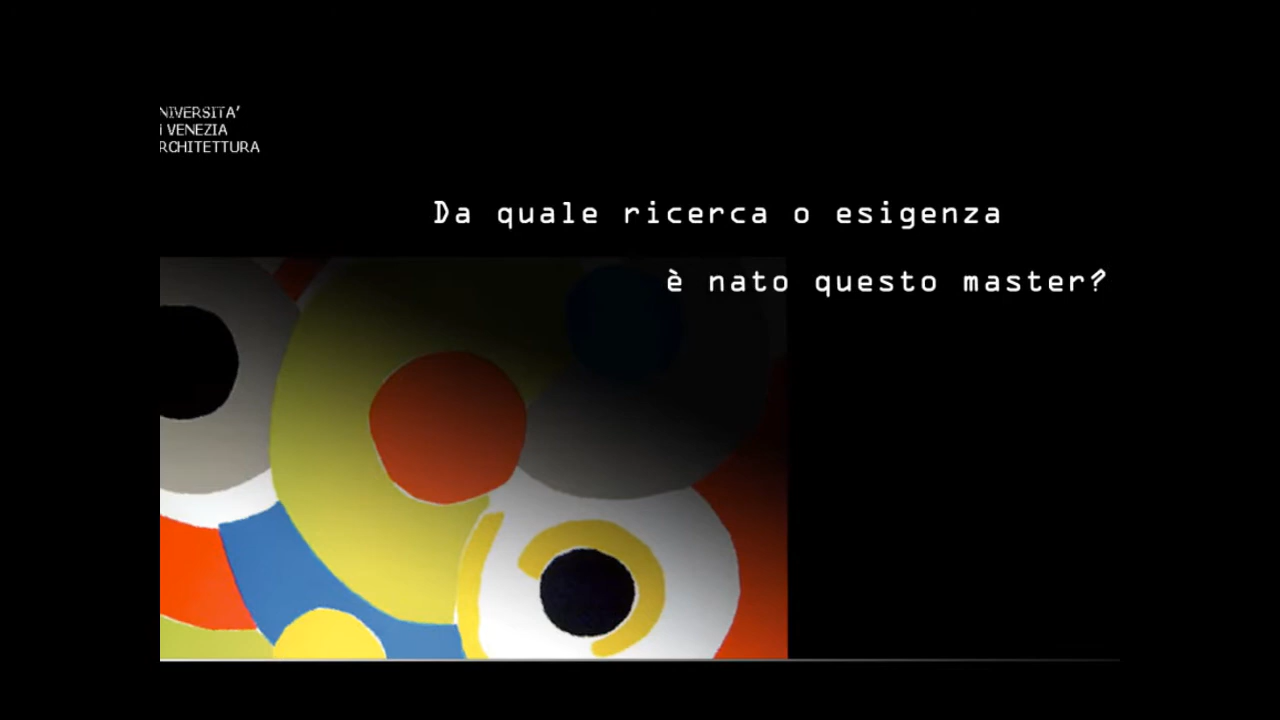 NIVERSITA'
i VENEZIA
RCHITETTURA
Da quale ricerca o esigenza
è nato questo master?